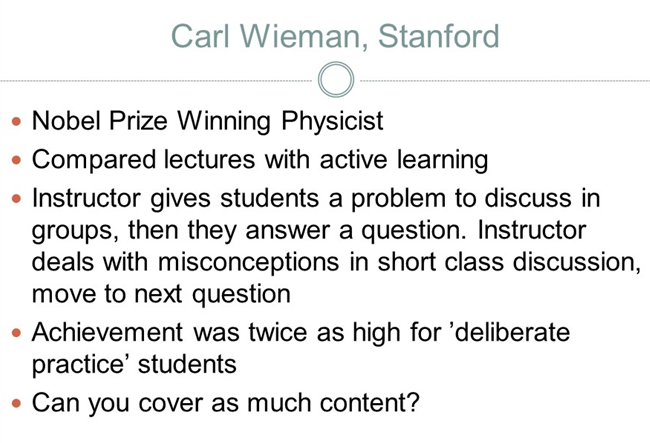 Carl Wieman, Stanford
• Nobel Prize Winning Physicist
• Compared lectures with active learning
• Instructor gives students a problem to discuss in
groups, then they answer a question. Instructor
deals with misconceptions in short class discussion,
move to next question
• Achievement was twice as high for ’deliberate
practice’ students
• Can you cover as much content?